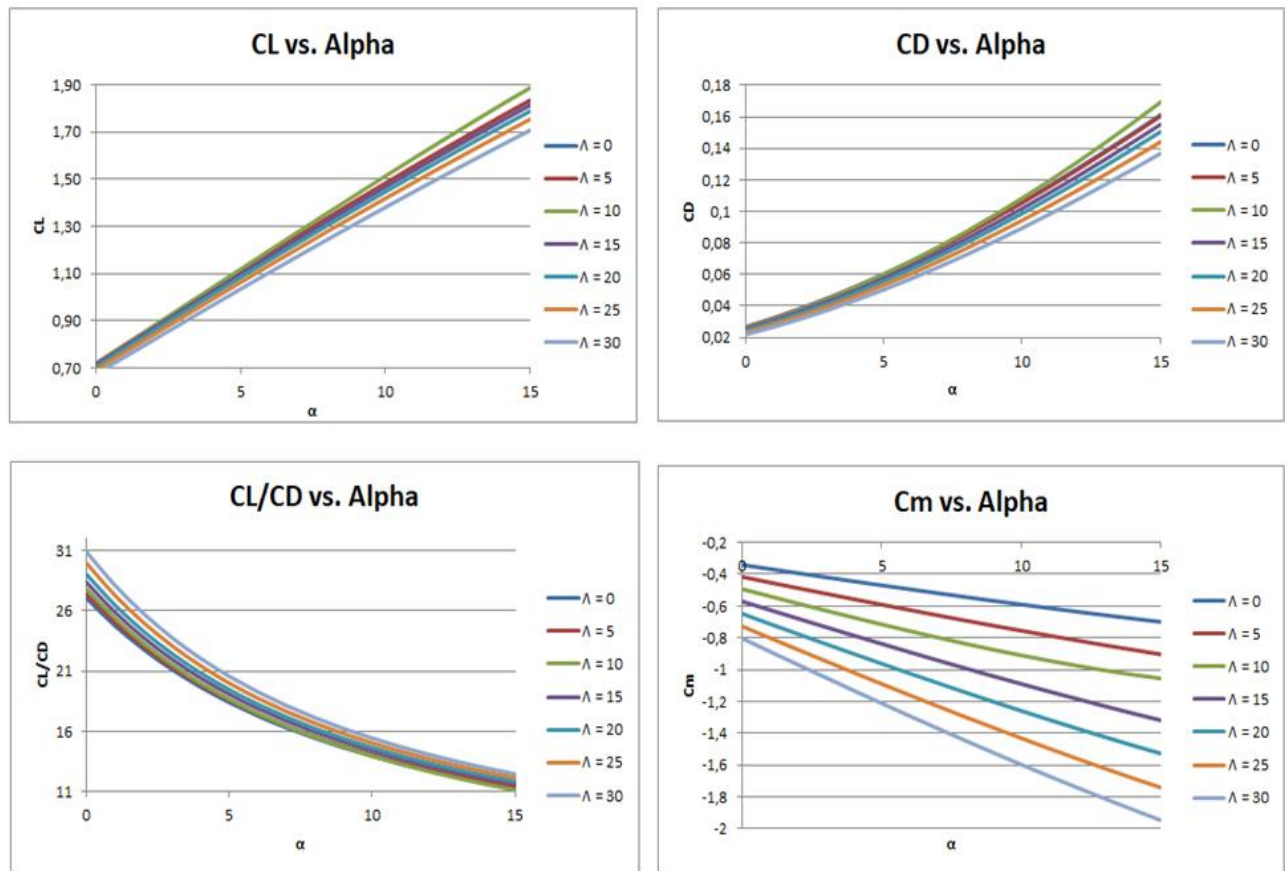 CL vs. Alpha
1,90
1,70
1,50
1,30
1,10
0,90
0,70
CL
0 5 10 15
α
Λ = 0
Λ = 5
Λ = 10
Λ = 15
Λ = 20
Λ = 25
Λ = 30
CD vs. Alpha
0,18
0,16
0,14
0,12
0,1
0,08
0,06
0,04
0,02
CD
0 5 10 15
α
Λ = 0
Λ = 5
Λ = 10
Λ = 15
Λ = 20
Λ = 25
Λ = 30
CL/CD vs. Alpha
31
26
21
16
11
CL/CD
0 5 10 15
α
Λ = 0
Λ = 5
Λ = 10
Λ = 15
Λ = 20
Λ = 25
Λ = 30
Cm vs. Alpha
-0,2
-0,4
-0,6
-0,8
-1
-1,2
-1,4
-1,6
-1,8
-2
Cm
0 5 10 15
α
Λ = 0
Λ = 5
Λ = 10
Λ = 15
Λ = 20
Λ = 25
Λ = 30